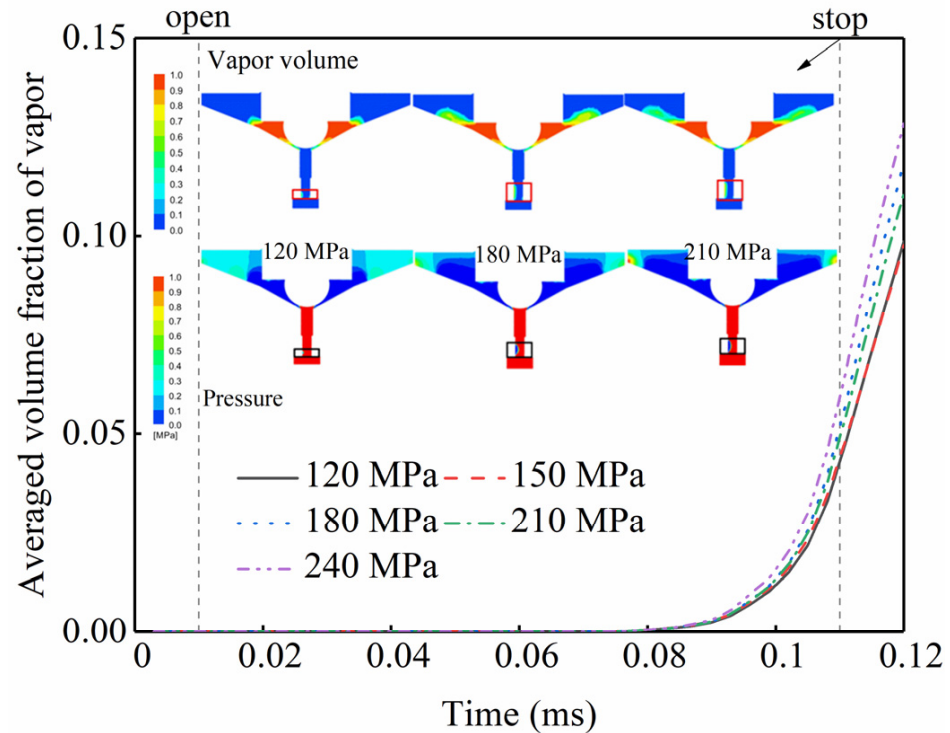 open
stop
0.15
0.10
0.05
0.00
Averaged volume fraction of vapor
Vapor volume
1.0
0.9
0.8
0.7
0.6
0.5
0.4
0.3
0.2
0.1
0.0
120 MPa
180 MPa
210 MPa
1.0
0.9
0.8
0.7
0.6
0.5
0.4
0.3
0.2
0.1
0.0
[MPa]
Pressure
120 MPa
150 MPa
180 MPa
210 MPa
240 MPa
0
0.02
0.04
0.06
0.08
0.1
0.12
Time (ms)